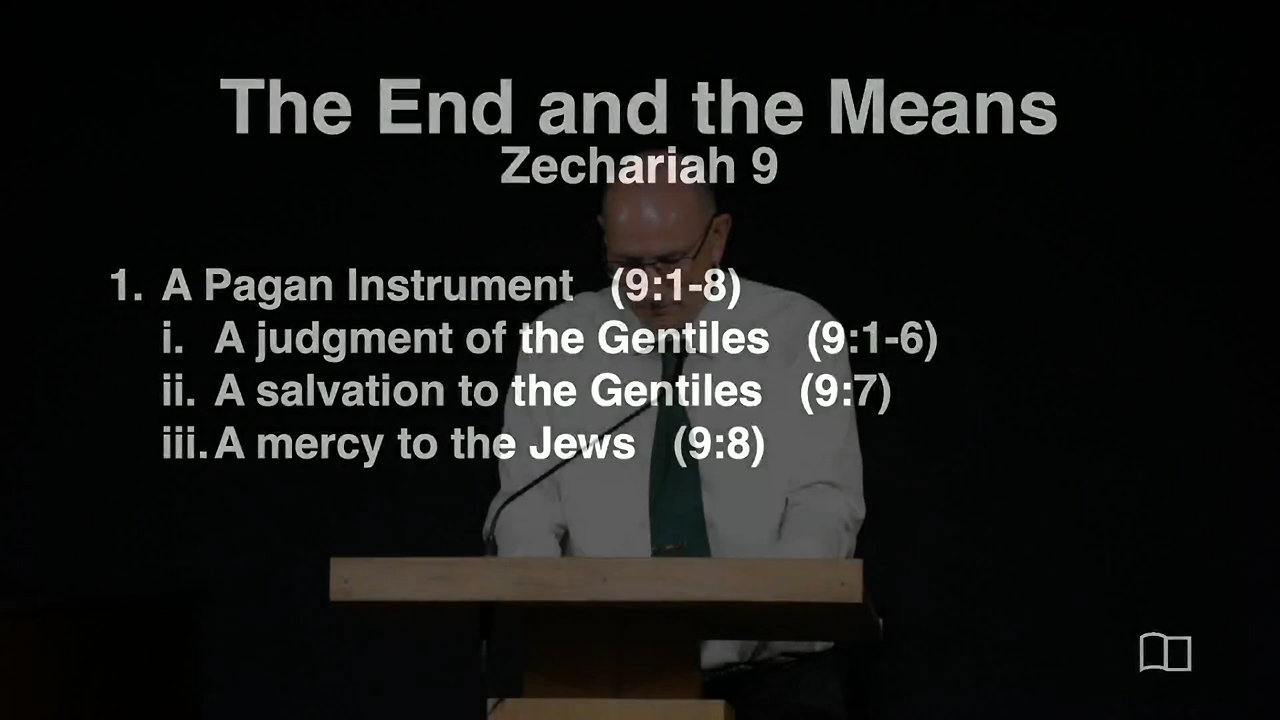 The End and the Means
Zechariah 9
1. A Pagan Instrument (9:1-8)
i. A judgment of the Gentiles (9:1-6)
ii. A salvation to the Gentiles (9:7)
iii. A mercy to the Jews (9:8)